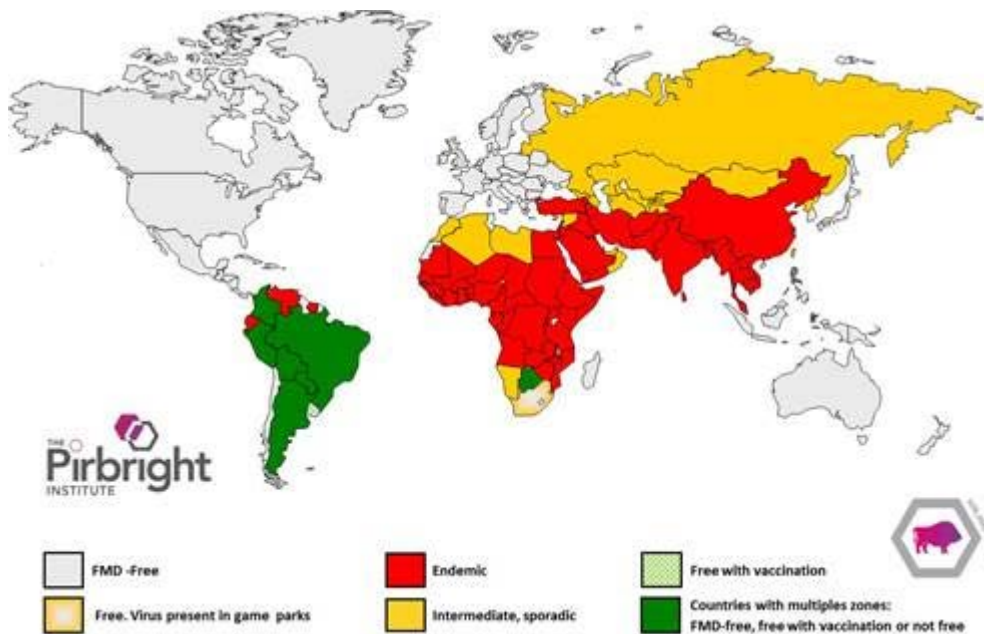 THE
Pirbright
INSTITUTE
FMD -Free
Endemic
Free with vaccination
Free. Virus present in game parks
Intermediate, sporadic
Countries with multiples zones:
FMD-free, free with vaccination or not free